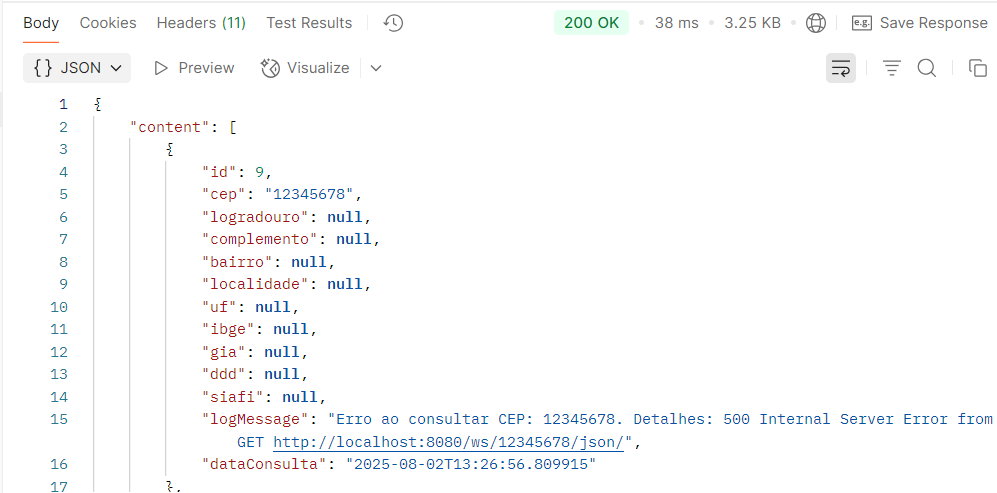 Body Cookies Headers (11) Test Results 200 OK 38 ms 3.25 KB e.g. Save Response
{} JSON Preview Visualize
1 {
2 "content": [
3 {
4 "id": 9,
5 "cep": "12345678",
6 "logradouro": null,
7 "complemento": null,
8 "bairro": null,
9 "localidade": null,
10 "uf": null,
11 "ibge": null,
12 "gia": null,
13 "ddd": null,
14 "siafi": null,
15 "logMessage": "Erro ao consultar CEP: 12345678. Detalhes: 500 Internal Server Error from
GET http://localhost:8080/ws/12345678/json/",
16 "dataConsulta": "2025-08-02T13:26:56.809915"
17 },